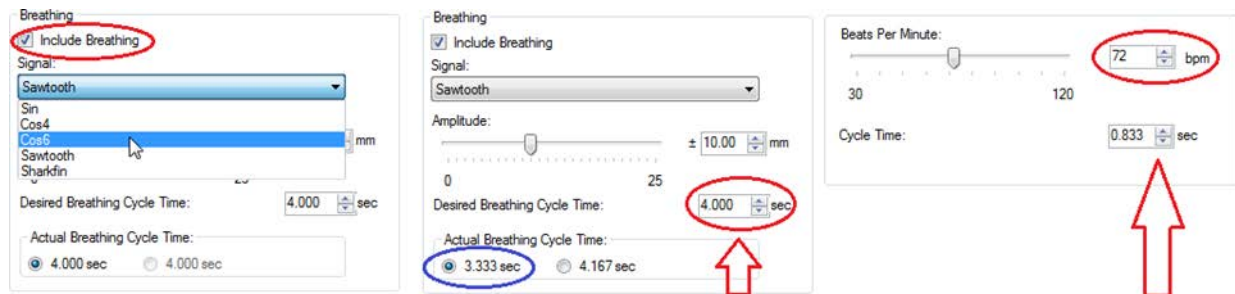 Breathing
Include Breathing
Signal:
Sawtooth
Sin
Cos4
Cos6
Sawtooth
Sharkfin
mm
Desired Breathing Cycle Time:
4.000 sec
Actual Breathing Cycle Time:
4.000 sec 4.000 sec
Breathing
Include Breathing
Signal:
Sawtooth
Amplitude:
± 10.00 mm
0 25
Desired Breathing Cycle Time:
4.000 sec
Actual Breathing Cycle Time:
3.333 sec 4.167 sec
Beats Per Minute:
72 bpm
30 120
Cycle Time:
0.833 sec